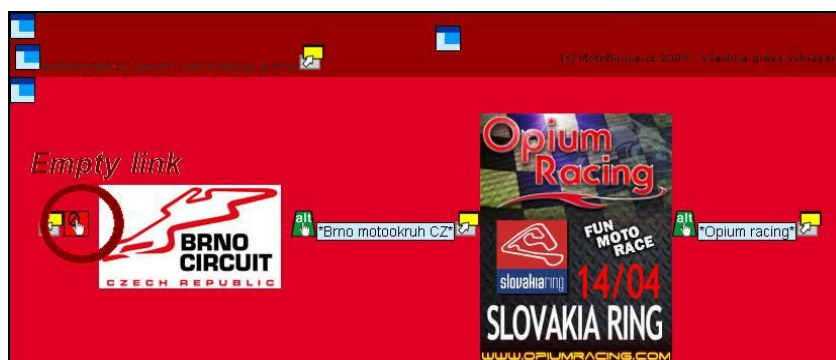 (c) MotoHouse.cz 2009 - Všechna práva vyhrazena
Empty link
BRNO
CIRCUIT
CZECH REPUBLIC
alt
*Brno motookruh CZ*
Opium
Racing
FUN
MOTO
RACE
slovakiaring
14/04
SLOVAKIA RING
WWW.OPIUMRACING.COM
alt
*Opium racing*